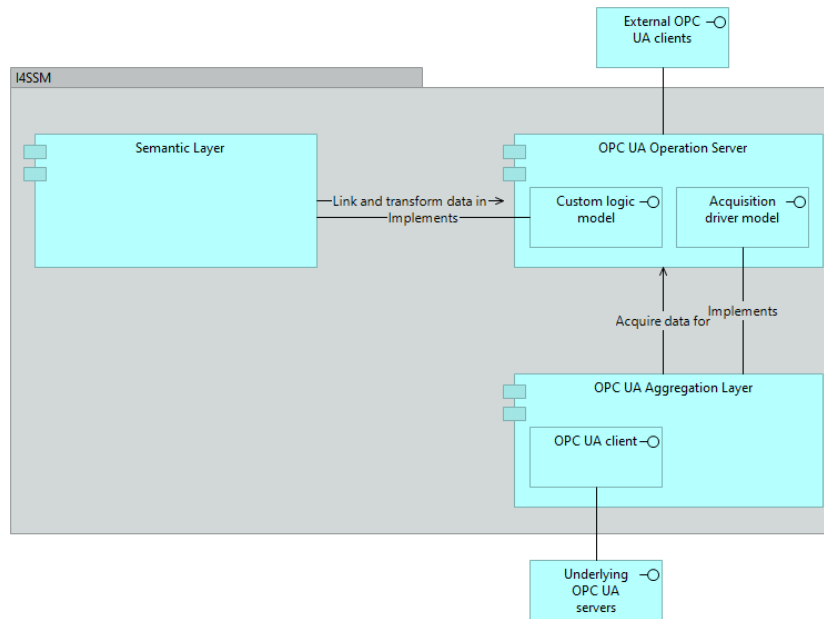 External OPC
UA clients
I4SSM
Semantic Layer
OPC UA Operation Server
Link and transform data in
Implements
Custom logic
model
Acquisition
driver model
Acquire data for
Implements
OPC UA Aggregation Layer
OPC UA client
Underlying
OPC UA
servers